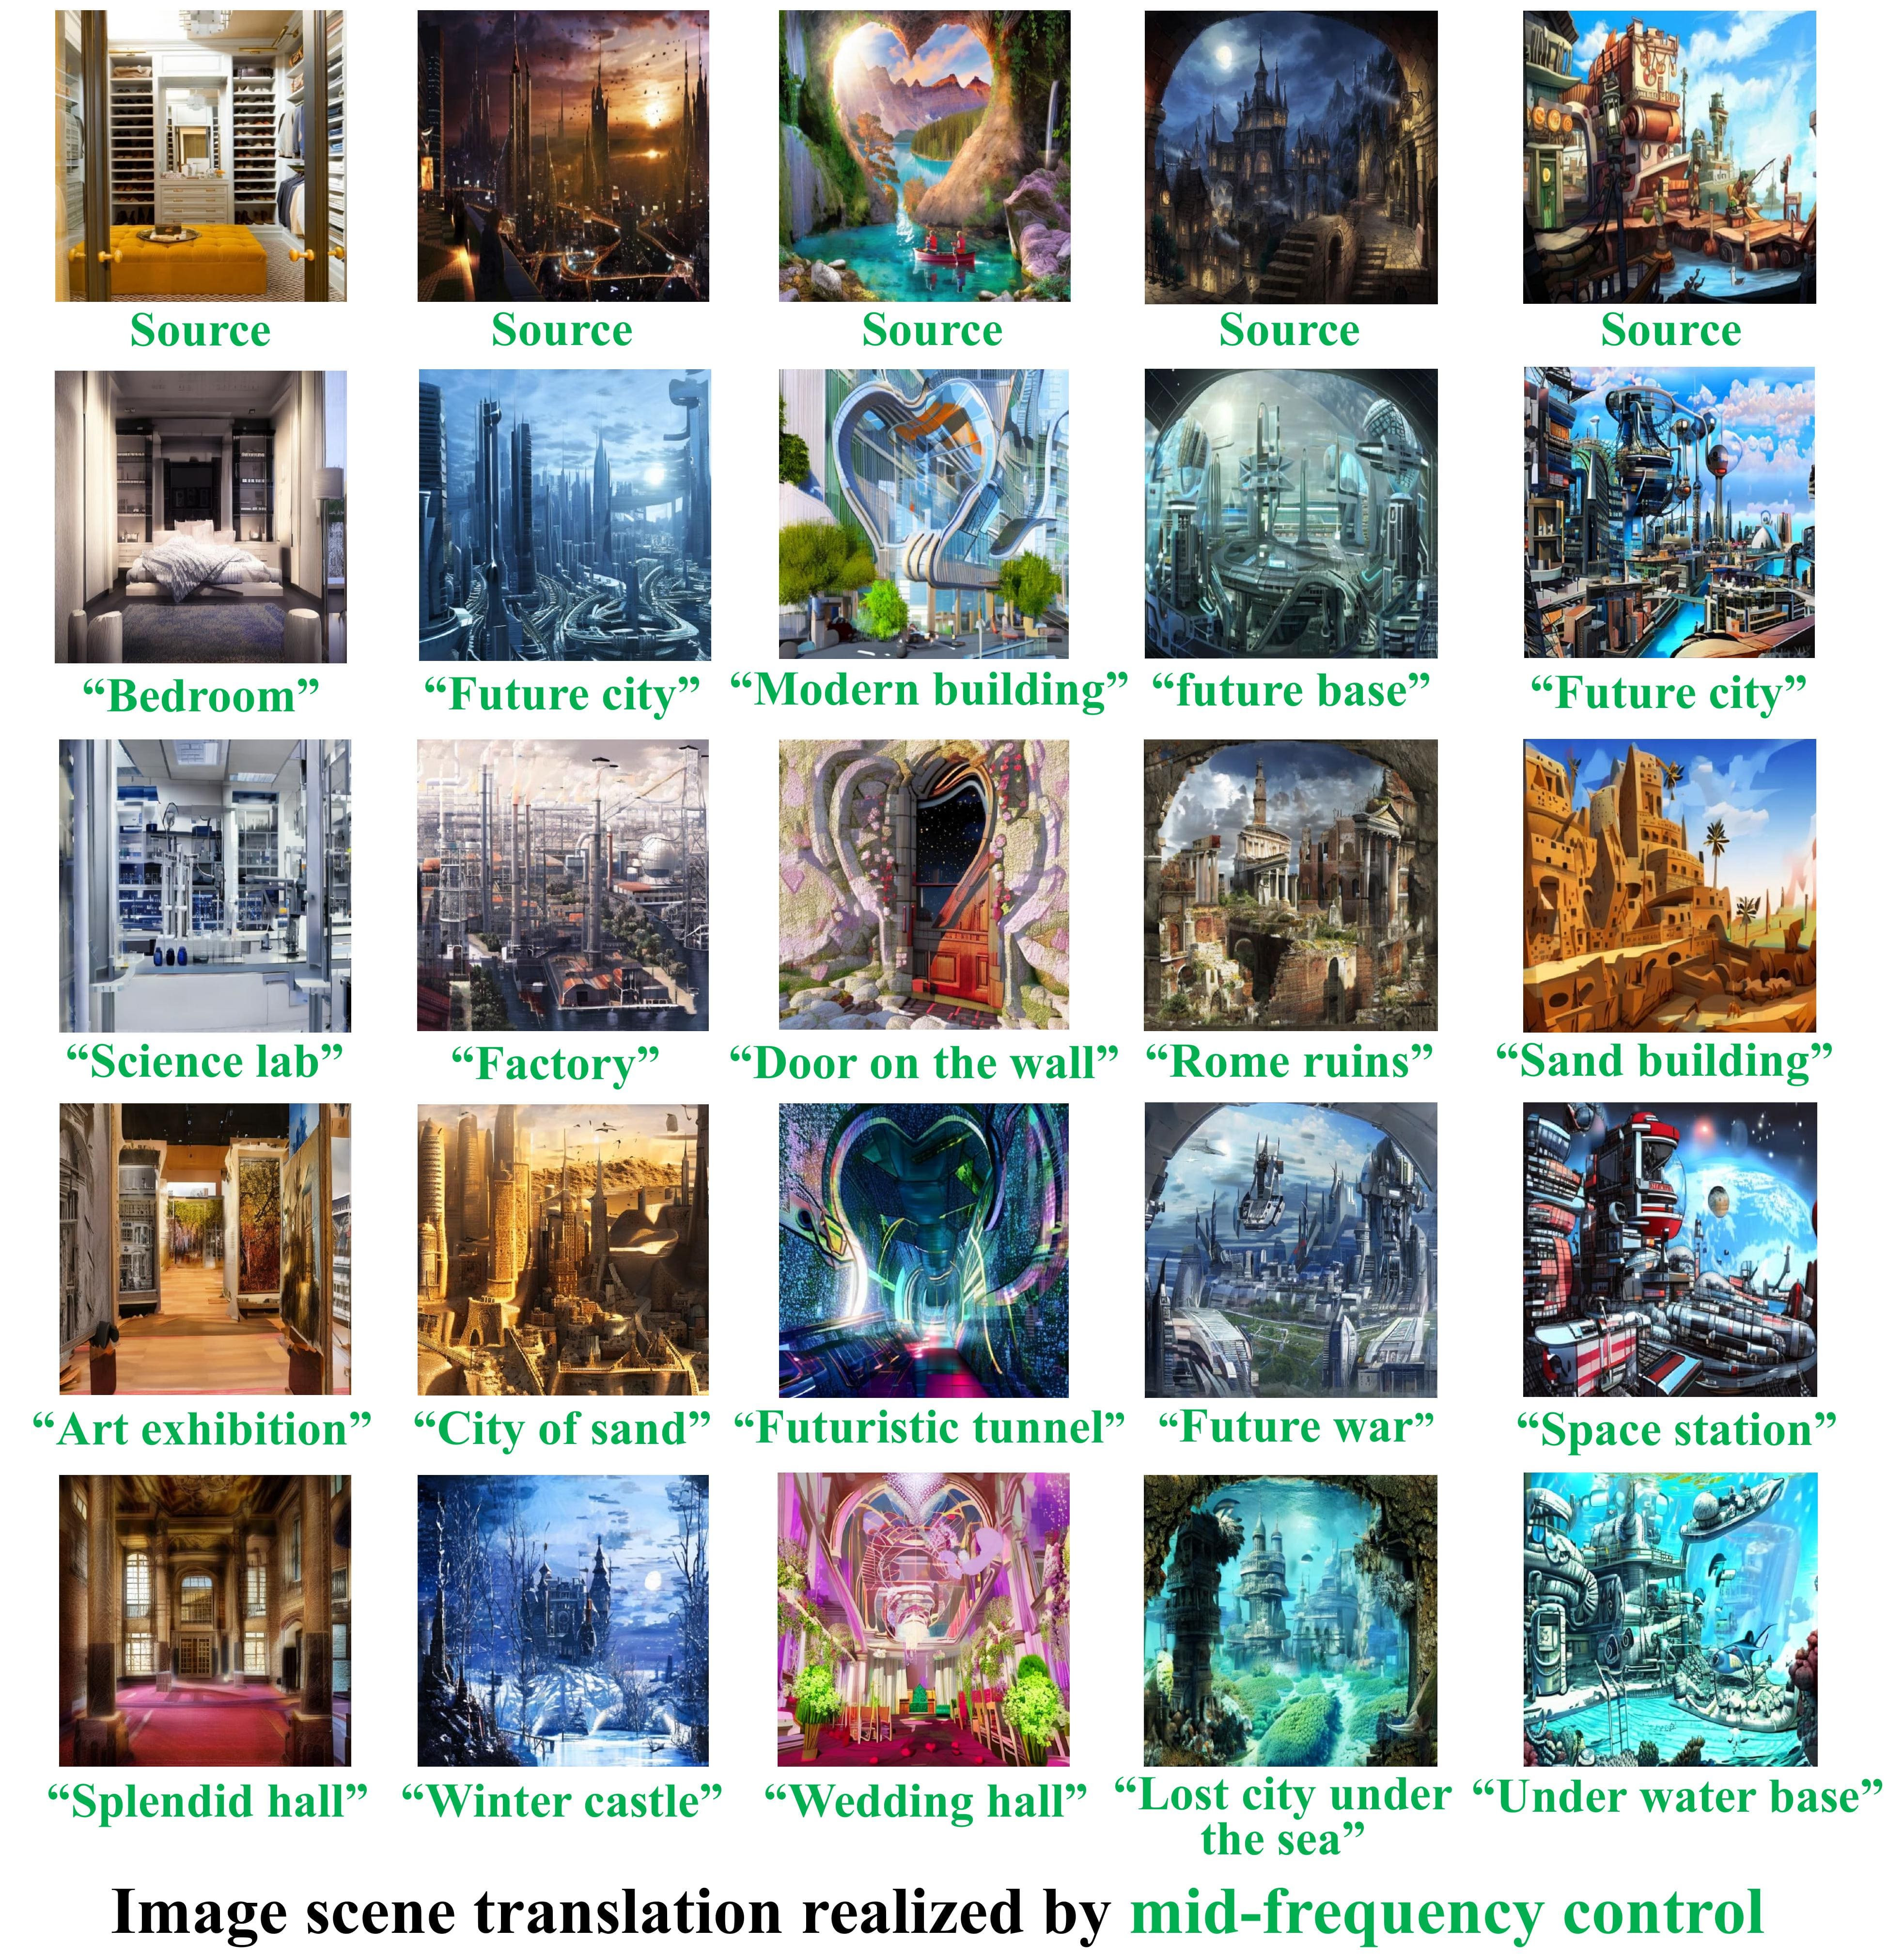 Source
Source
Source
Source
Source
“Bedroom”
“Future city”
“Modern building”
“future base”
“Future city”
“Science lab”
“Factory”
“Door on the wall”
“Rome ruins”
“Sand building”
“Art exhibition”
“City of sand”
“Futuristic tunnel”
“Future war”
“Space station”
“Splendid hall”
“Winter castle”
“Wedding hall”
“Lost city under
the sea”
“Under water base”
Image scene translation realized by mid-frequency control